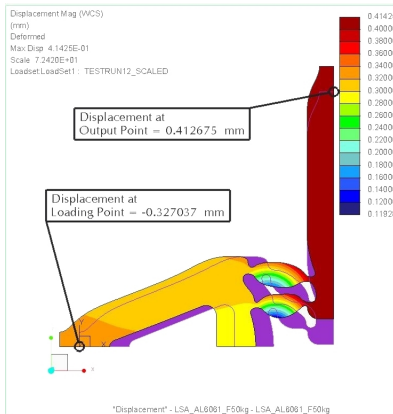 Displacement Mag (WCS)
(mm)
Deformed
Max Disp 4.1425E-01
Scale 7.2420E+01
Loadset:LoadSet1 : TESTRUN12_SCALED
0.4142
0.4000
0.3800
0.3600
0.3400
0.3200
0.3000
0.2800
0.2600
0.2400
0.2200
0.2000
0.1800
0.1600
0.1400
0.1200
0.1192
Displacement at
Output Point = 0.412675 mm
Displacement at
Loading Point = -0.327037 mm
X
"Displacement" - LSA_AL6061_F50kg - LSA_AL6061_F50kg